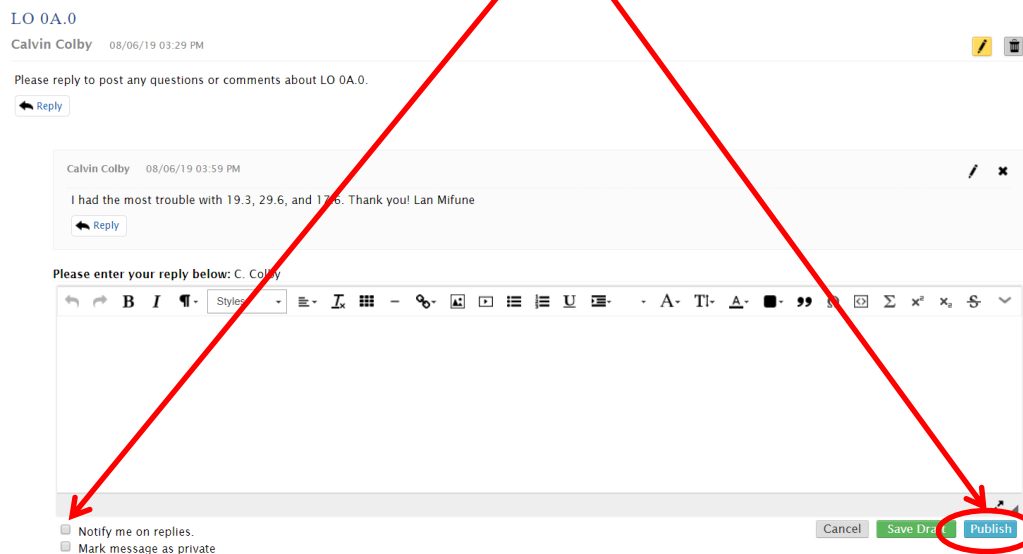 LO 0A.0
Calvin Colby 08/06/19 03:29 PM
Please reply to post any questions or comments about LO 0A.0.
Reply
Calvin Colby 08/06/19 03:59 PM
I had the most trouble with 19.3, 29.6, and 17.6. Thank you! Lan Mifune
Reply
Please enter your reply below: C. Colby
Styles
Notify me on replies.
Cancel Save Draft Publish
Mark message as private